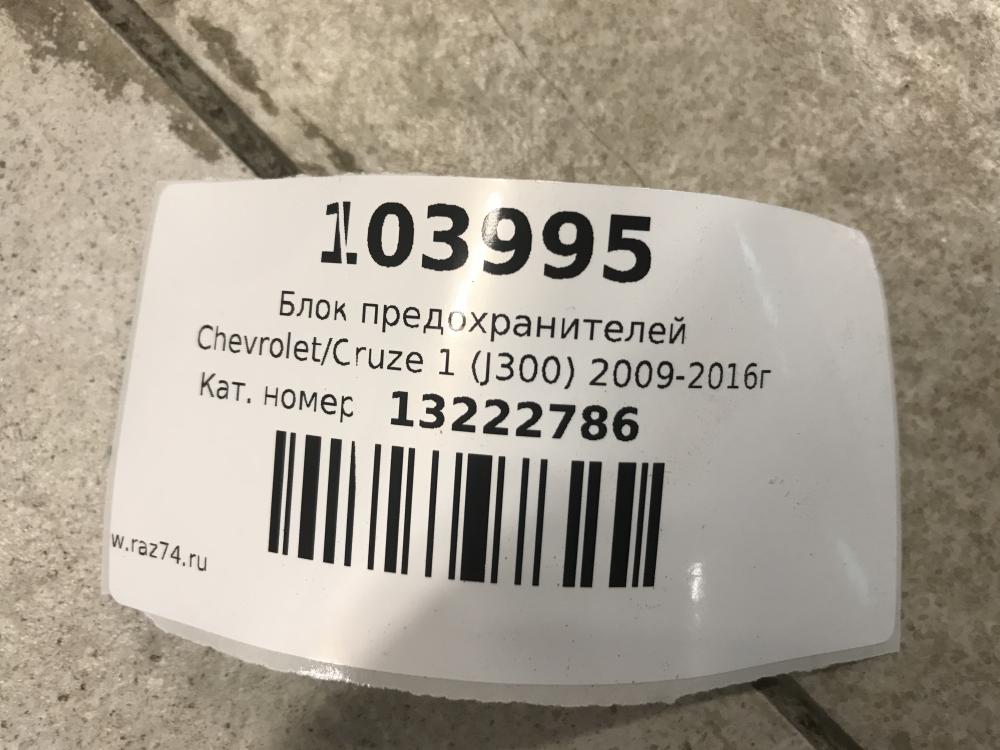 103995
Блок предохранителей
Chevrolet/Cruze 1 (J300) 2009-2016г
Кат. номер 13222786
w.raz74.ru